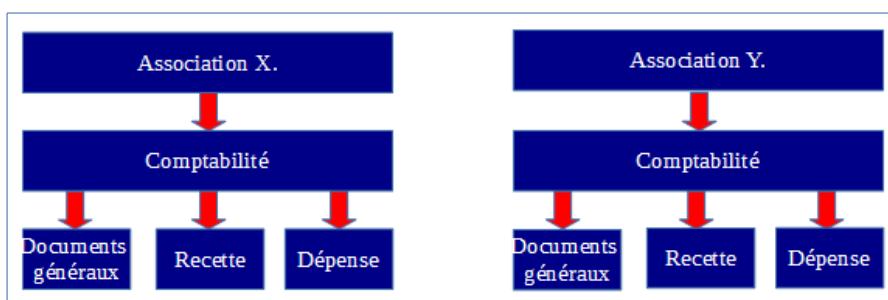 Association X.
Comptabilité
Documents
généraux
Recette
Dépense
Association Y.
Comptabilité
Documents
généraux
Recette
Dépense